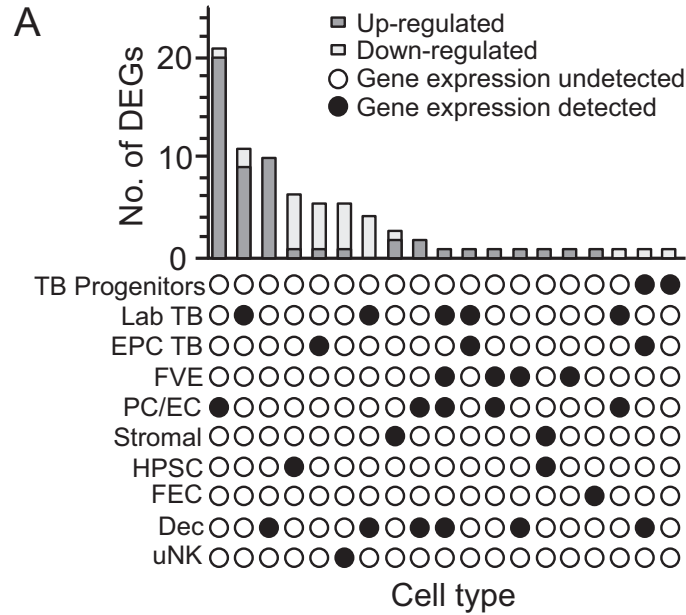 A
Up-regulated
Down-regulated
Gene expression undetected
Gene expression detected
No. of DEGs
20
10
0
TB Progenitors
Lab TB
EPC TB
FVE
PC/EC
Stromal
HPSC
FEC
Dec
uNK
Cell type